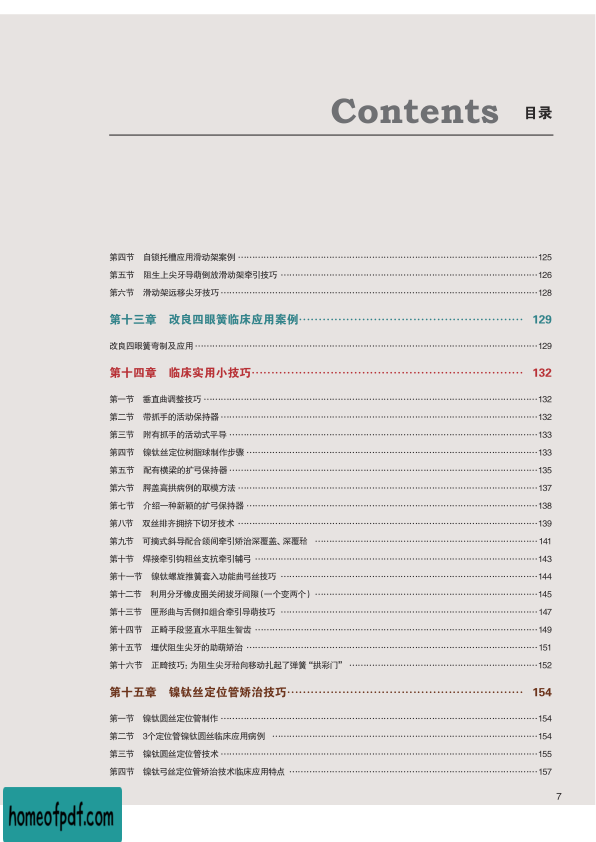 Contents 目录
第四节 自锁托槽应用滑动架案例 125
第五节 阻生上尖牙导萌倒放滑动架牵引技巧 126
第六节 滑动架远移尖牙技巧 128
第十三章 改良四眼簧临床应用案例 129
改良四眼簧弯制及应用 129
第十四章 临床实用小技巧 132
第一节 垂直曲调整技巧 132
第二节 带抓手的活动保持器 132
第三节 附有抓手的活动式平导 133
第四节 镍钛丝定位树脂球制作步骤 133
第五节 配有横梁的扩弓保持器 135
第六节 腭盖高拱病例的取模方法 137
第七节 介绍一种新颖的扩弓保持器 138
第八节 双丝排齐拥挤下切牙技术 139
第九节 可摘式斜导配合颌间牵引矫治深覆盖、深覆𬌗 141
第十节 焊接牵引钩粗丝支抗牵引辅弓 143
第十一节 镍钛螺旋推簧套入功能曲弓丝技巧 144
第十二节 利用分牙橡皮圈关闭拔牙间隙(一个变两个) 145
第十三节 匣形曲与舌侧扣组合牵引导萌技巧 147
第十四节 正畸手段竖直水平阻生智齿 149
第十五节 埋伏阻生尖牙的助萌矫治 151
第十六节 正畸技巧:为阻生尖牙𬌗向移动扎起了弹簧“拱彩门” 152
第十五章 镍钛丝定位管矫治技巧 154
第一节 镍钛圆丝定位管制作 154
第二节 3个定位管镍钛圆丝临床应用病例 154
第三节 镍钛圆丝定位管技术 155
第四节 镍钛弓丝定位管矫治技术临床应用特点 157
7
homeofpdf.com